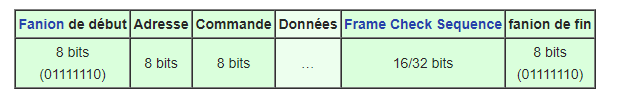 Fanion de début Adresse Commande Données Frame Check Sequence fanion de fin
8 bits
(01111110) 8 bits 8 bits ... 16/32 bits 8 bits
(01111110)